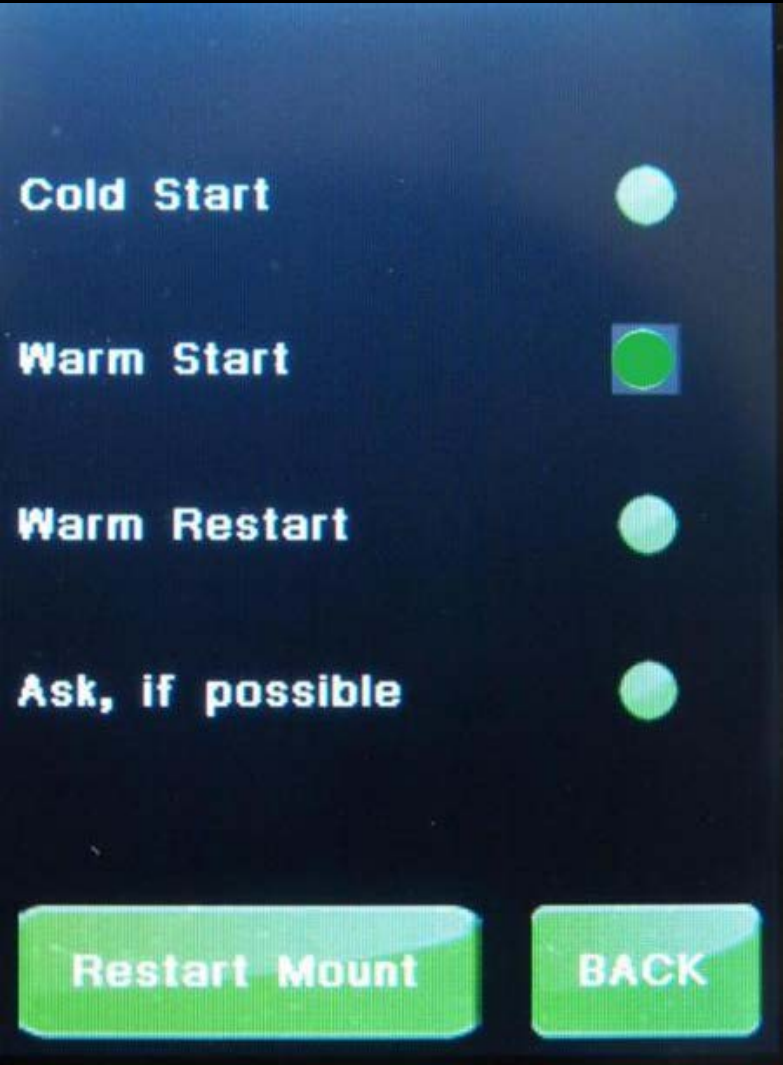 Cold Start
Warm Start
Warm Restart
Ask, if possible
Restart Mount
BACK